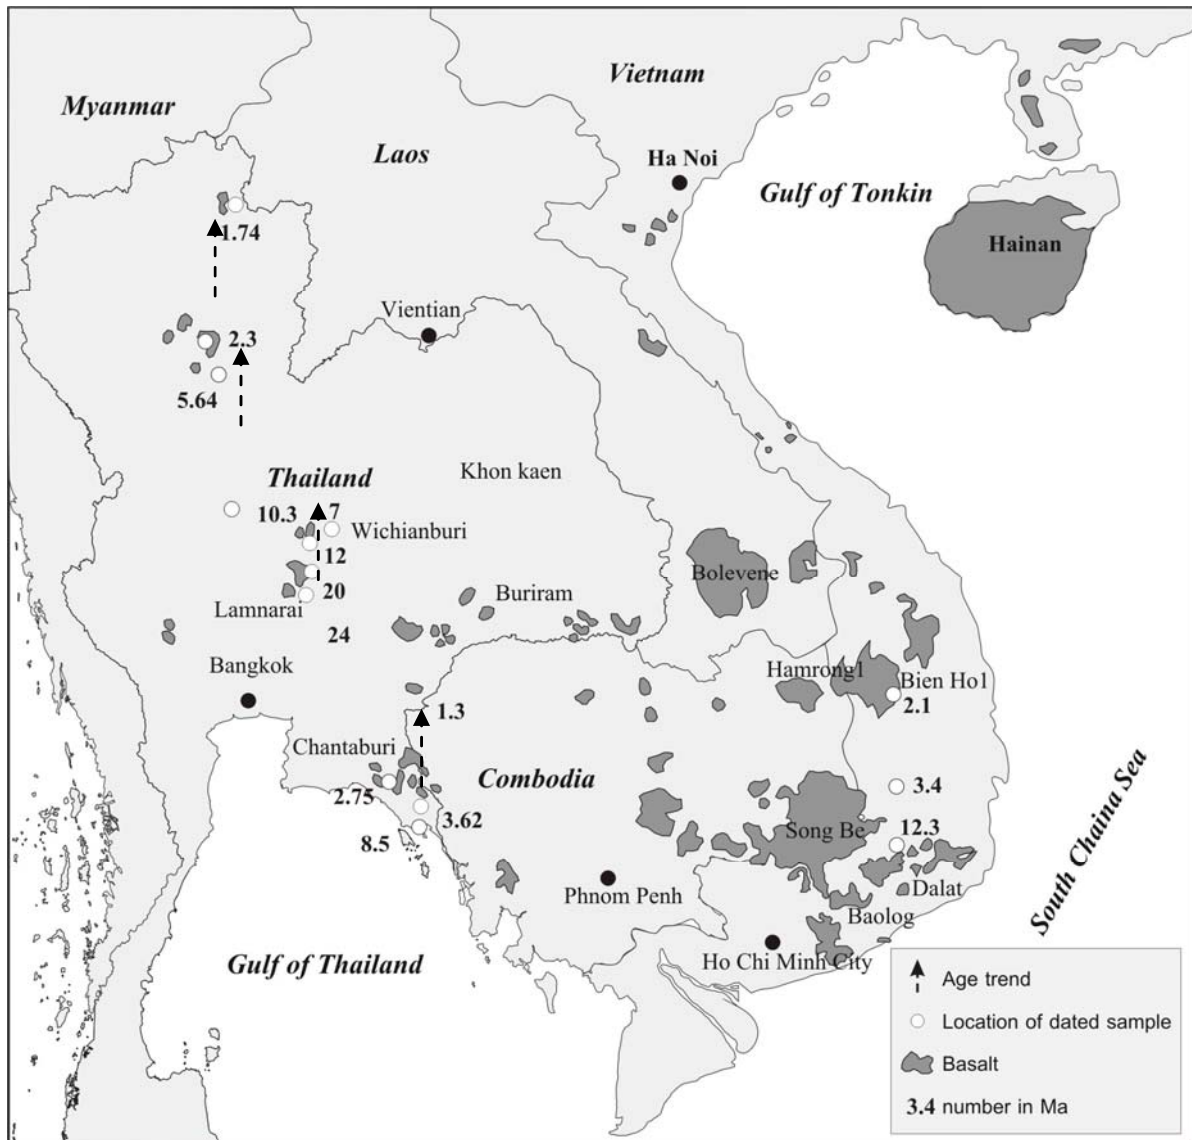 Vietnam
Myanmar
Laos
Ha Noi
Gulf of Tonkin
Hainan
1.74
Vientian
2.3
5.64
Khon kaen
Thailand
10.3
7
Wichianburi
12
Bolevene
20
Buriram
Lamnarai
24
Bangkok
Hamrong1
Bien Ho1
2.1
1.3
Chantaburi
Combodia
2.75
3.4
3.62
8.5
Song Be
12.3
Phnom Penh
Dalat
Baolog
South Chaina Sea
Gulf of Thailand
Ho Chi Minh City
Age trend
Location of dated sample
Basalt
3.4 number in Ma